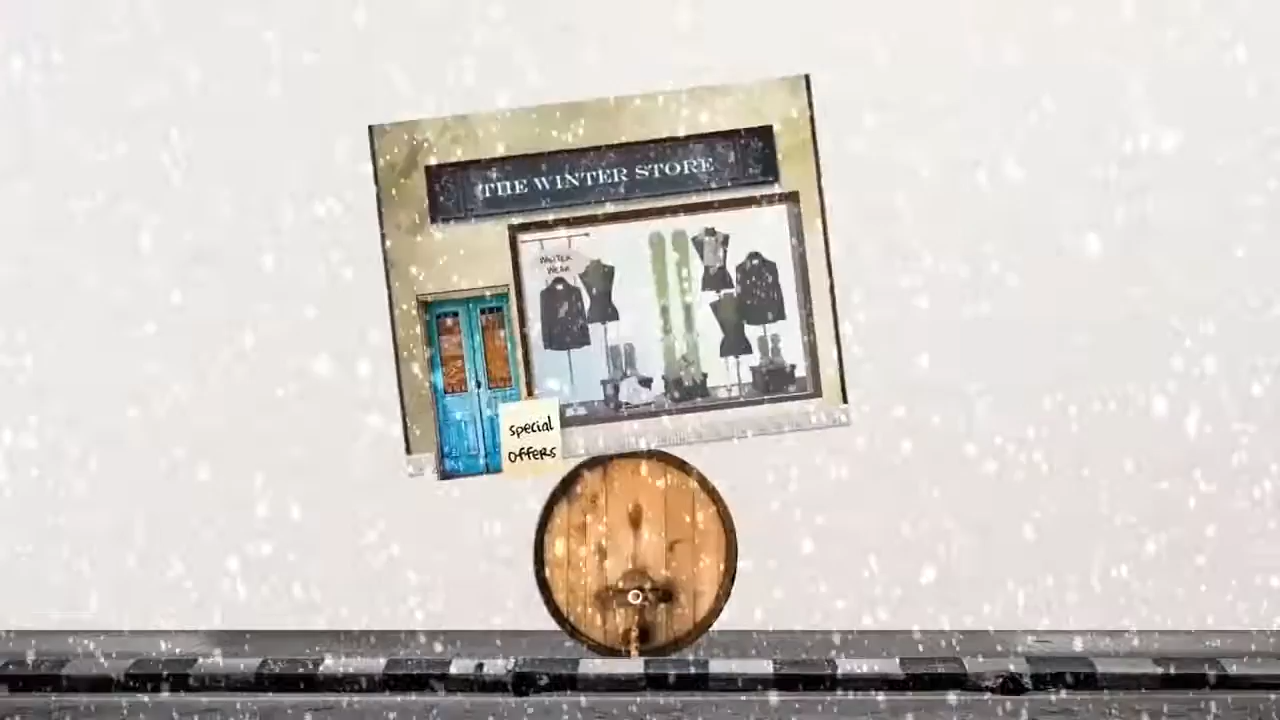 THE WINTER STORE
WINTER
WEAR
special
OFFERS